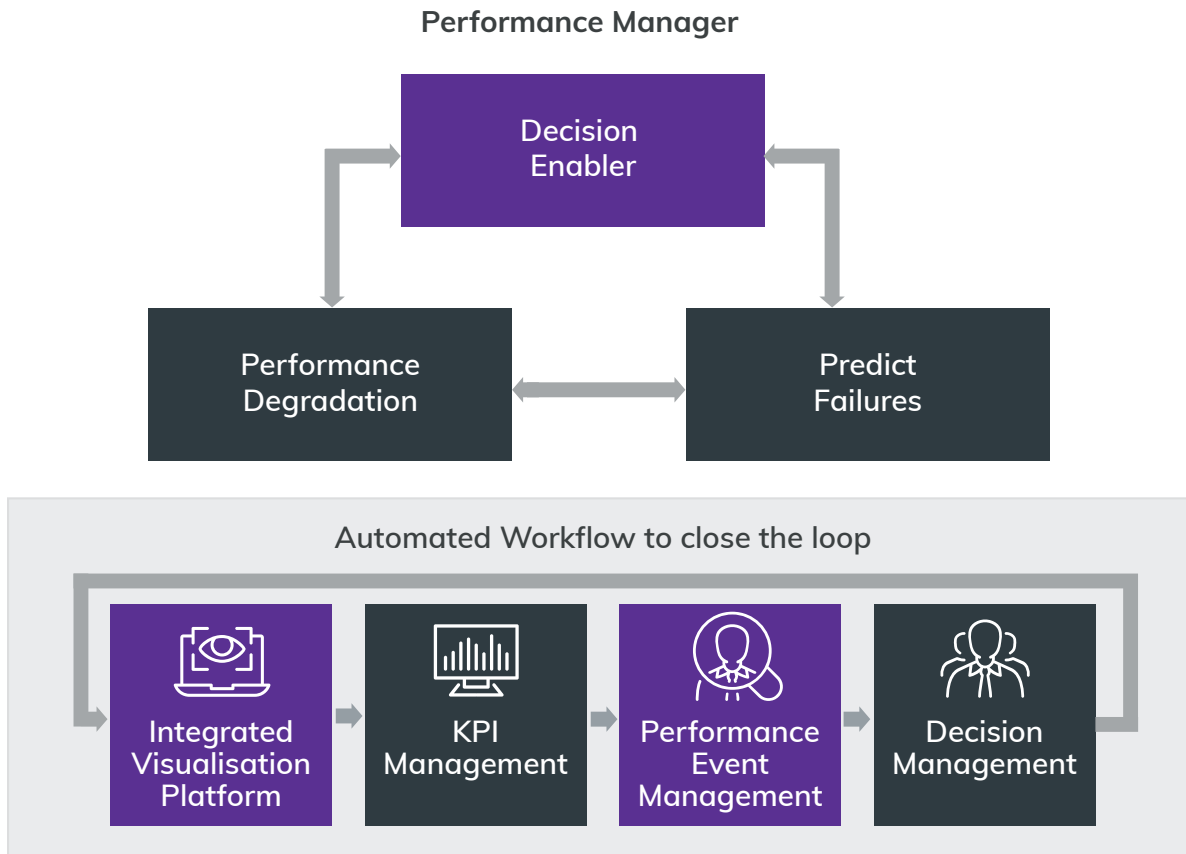 Performance Manager
Decision
Enabler
Performance
Degradation
Predict
Failures
Automated Workflow to close the loop
Integrated
Visualisation
Platform
KPI
Management
Performance
Event
Management
Decision
Management